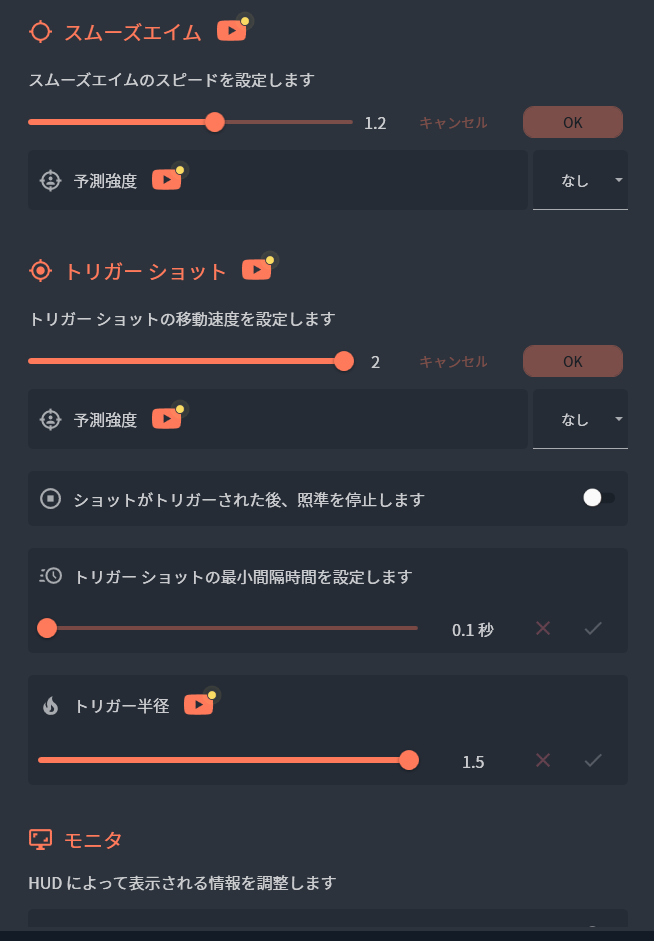 スムーズエイム
スムーズエイムのスピードを設定します
1.2 キャンセル OK
予測強度 なし
トリガー ショット
トリガー ショットの移動速度を設定します
2 キャンセル OK
予測強度 なし
ショットがトリガーされた後、照準を停止します
トリガー ショットの最小間隔時間を設定します
0.1 秒
トリガー半径
1.5
モニタ
HUD によって表示される情報を調整します